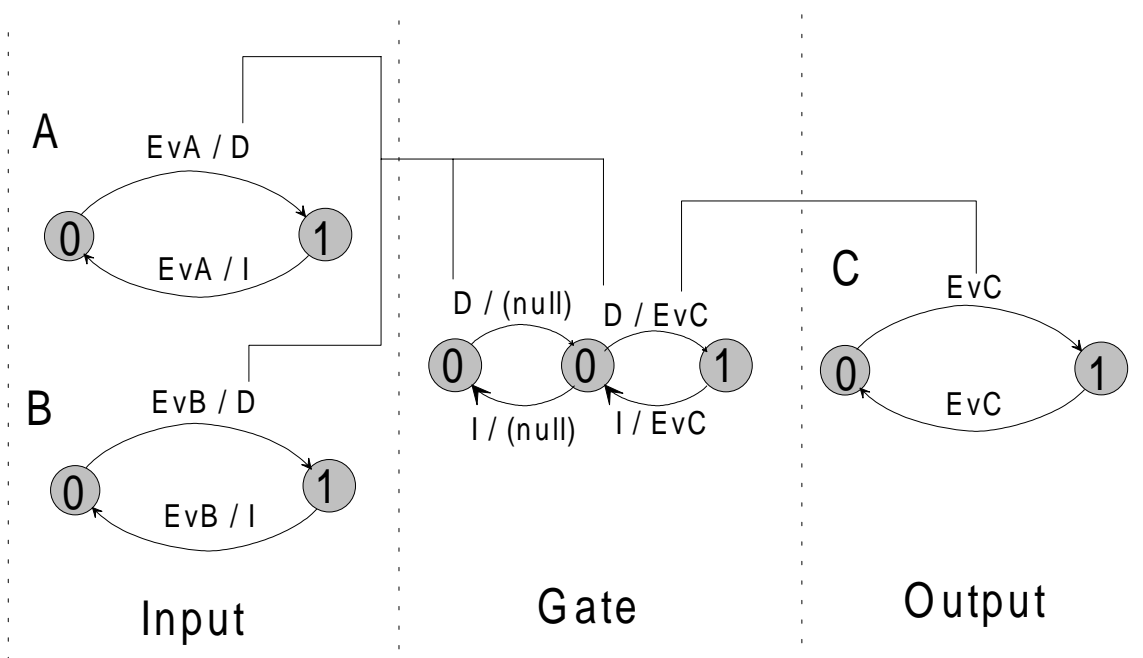 A
EvA / D
0
1
EvA / I
B
EvB / D
0
1
EvB / I
Input
D / (null)
D / EvC
0
0
1
I / (null)
I / EvC
Gate
C
EvC
0
1
EvC
Output